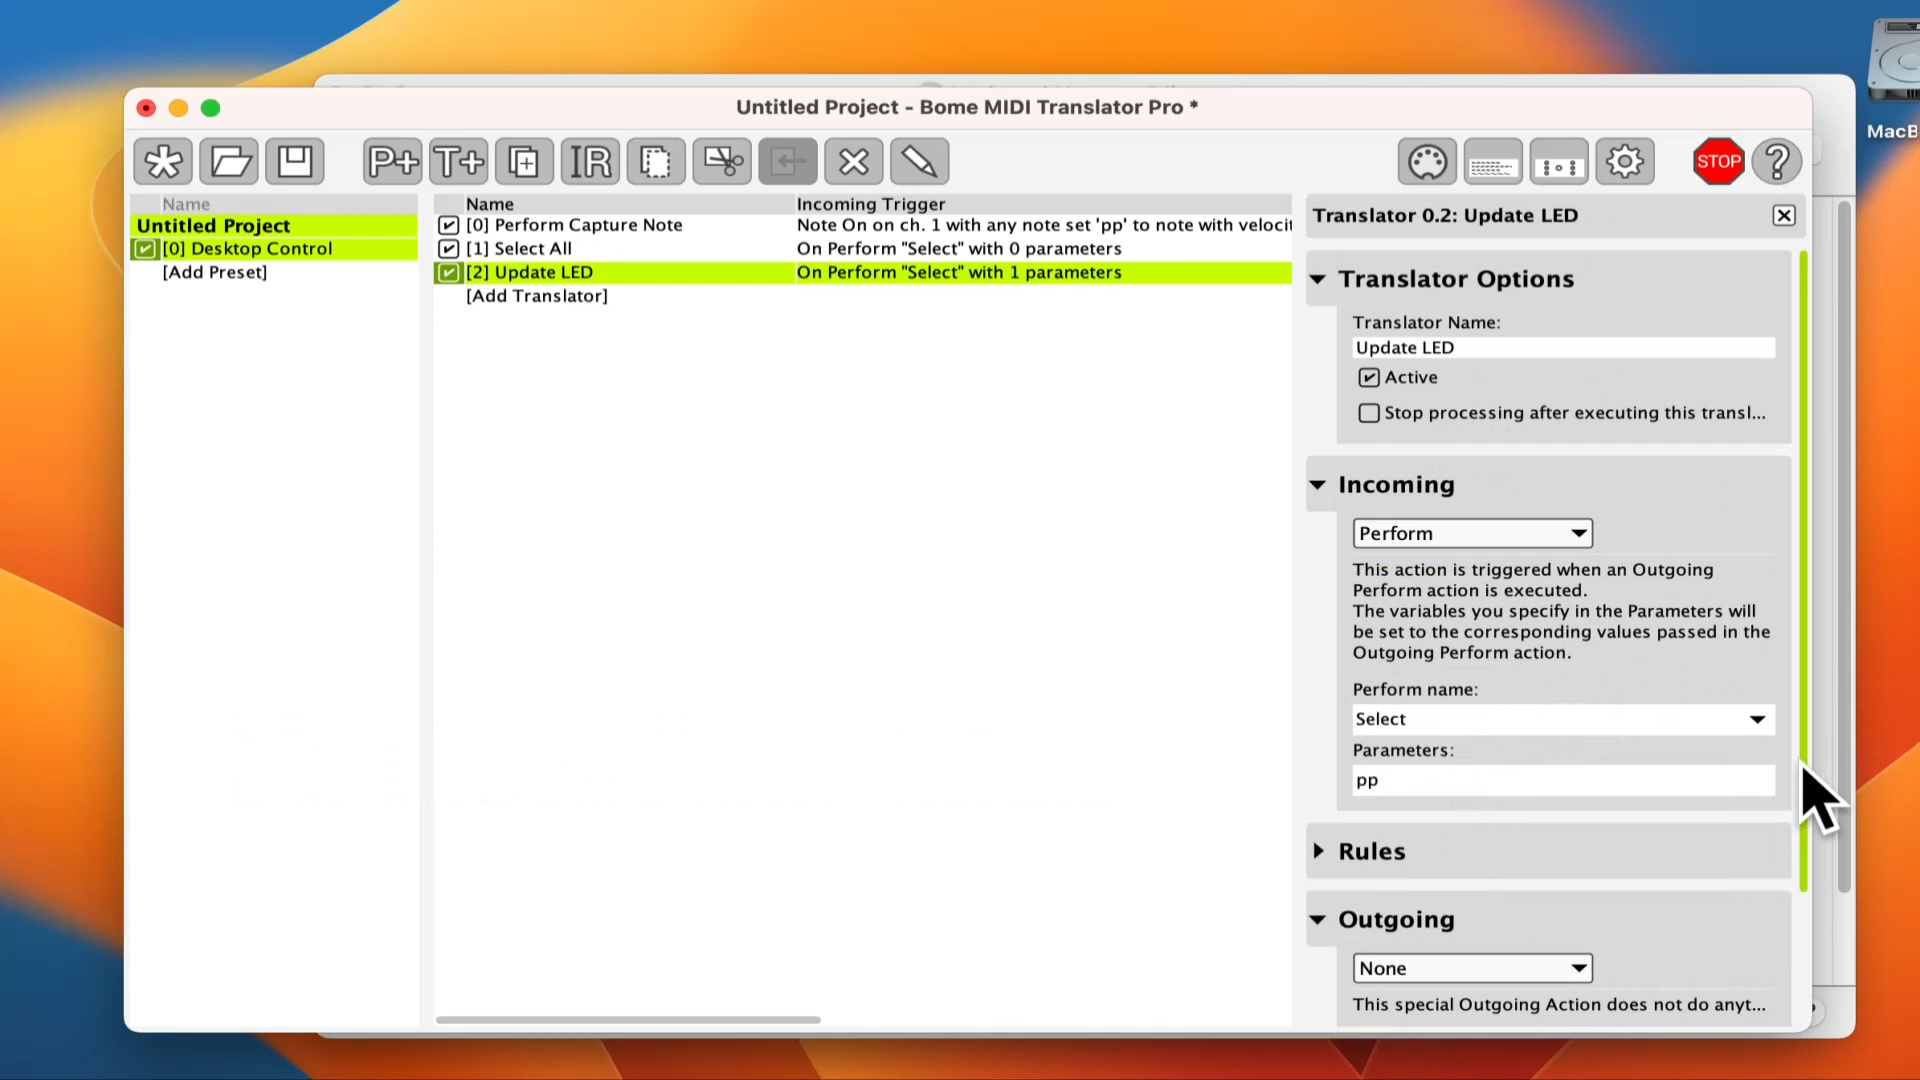 MacB
Untitled Project - Bome MIDI Translator Pro *
P+ T+ IR STOP ?
Name
Untitled Project
[0] Desktop Control
[Add Preset]
Name Incoming Trigger
[0] Perform Capture Note Note On on ch. 1 with any note set 'pp' to note with velocit
[1] Select All On Perform "Select" with 0 parameters
[2] Update LED On Perform "Select" with 1 parameters
[Add Translator]
Translator 0.2: Update LED
Translator Options
Translator Name:
Update LED
Active
Stop processing after executing this transl...
Incoming
Perform
This action is triggered when an Outgoing
Perform action is executed.
The variables you specify in the Parameters will
be set to the corresponding values passed in the
Outgoing Perform action.
Perform name:
Select
Parameters:
pp
Rules
Outgoing
None
This special Outgoing Action does not do anyt...